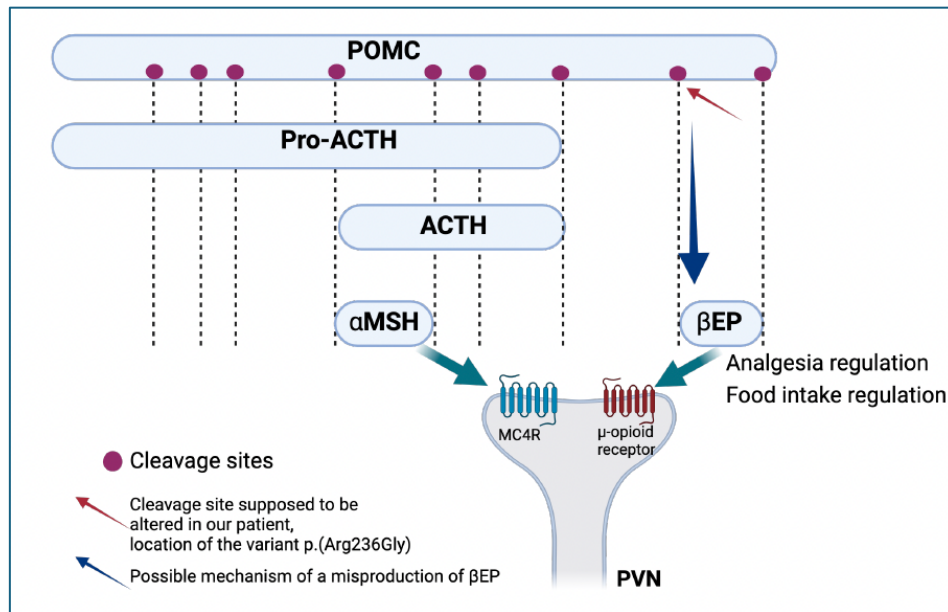 POMC
Pro-ACTH
ACTH
αMSH
βEP
Analgesia regulation
Food intake regulation
MC4R
μ-opioid
receptor
Cleavage sites
Cleavage site supposed to be
altered in our patient,
location of the variant p.(Arg236Gly)
Possible mechanism of a misproduction of βEP
PVN